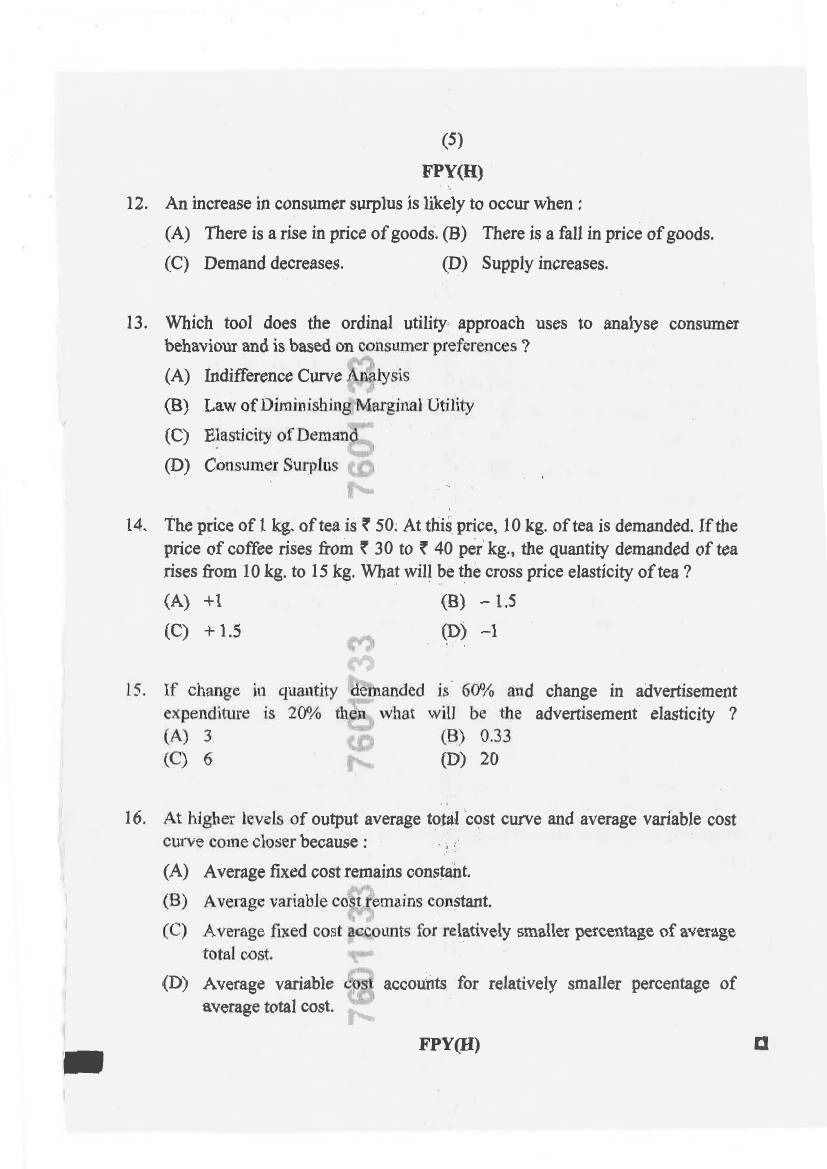 (5)
FPY(H)
12. An increase in consumer surplus is likely to occur when :
(A) There is a rise in price of goods. (B) There is a fall in price of goods.
(C) Demand decreases. (D) Supply increases.
13. Which tool does the ordinal utility approach uses to analyse consumer
behaviour and is based on consumer preferences ?
(A) Indifference Curve Analysis
(B) Law of Diminishing Marginal Utility
(C) Elasticity of Demand
(D) Consumer Surplus
76011733
14. The price of 1 kg. of tea is ₹ 50. At this price, 10 kg. of tea is demanded. If the
price of coffee rises from ₹ 30 to ₹ 40 per kg., the quantity demanded of tea
rises from 10 kg. to 15 kg. What will be the cross price elasticity of tea ?
(A) +1 (B) – 1.5
(C) + 1.5 (D) –1
76011733
15. If change in quantity demanded is 60% and change in advertisement
expenditure is 20% then what will be the advertisement elasticity ?
(A) 3 (B) 0.33
(C) 6 (D) 20
16. At higher levels of output average total cost curve and average variable cost
curve come closer because :
(A) Average fixed cost remains constant.
(B) Average variable cost remains constant.
(C) Average fixed cost accounts for relatively smaller percentage of average
total cost.
(D) Average variable cost accounts for relatively smaller percentage of
average total cost.
76011733
FPY(H)